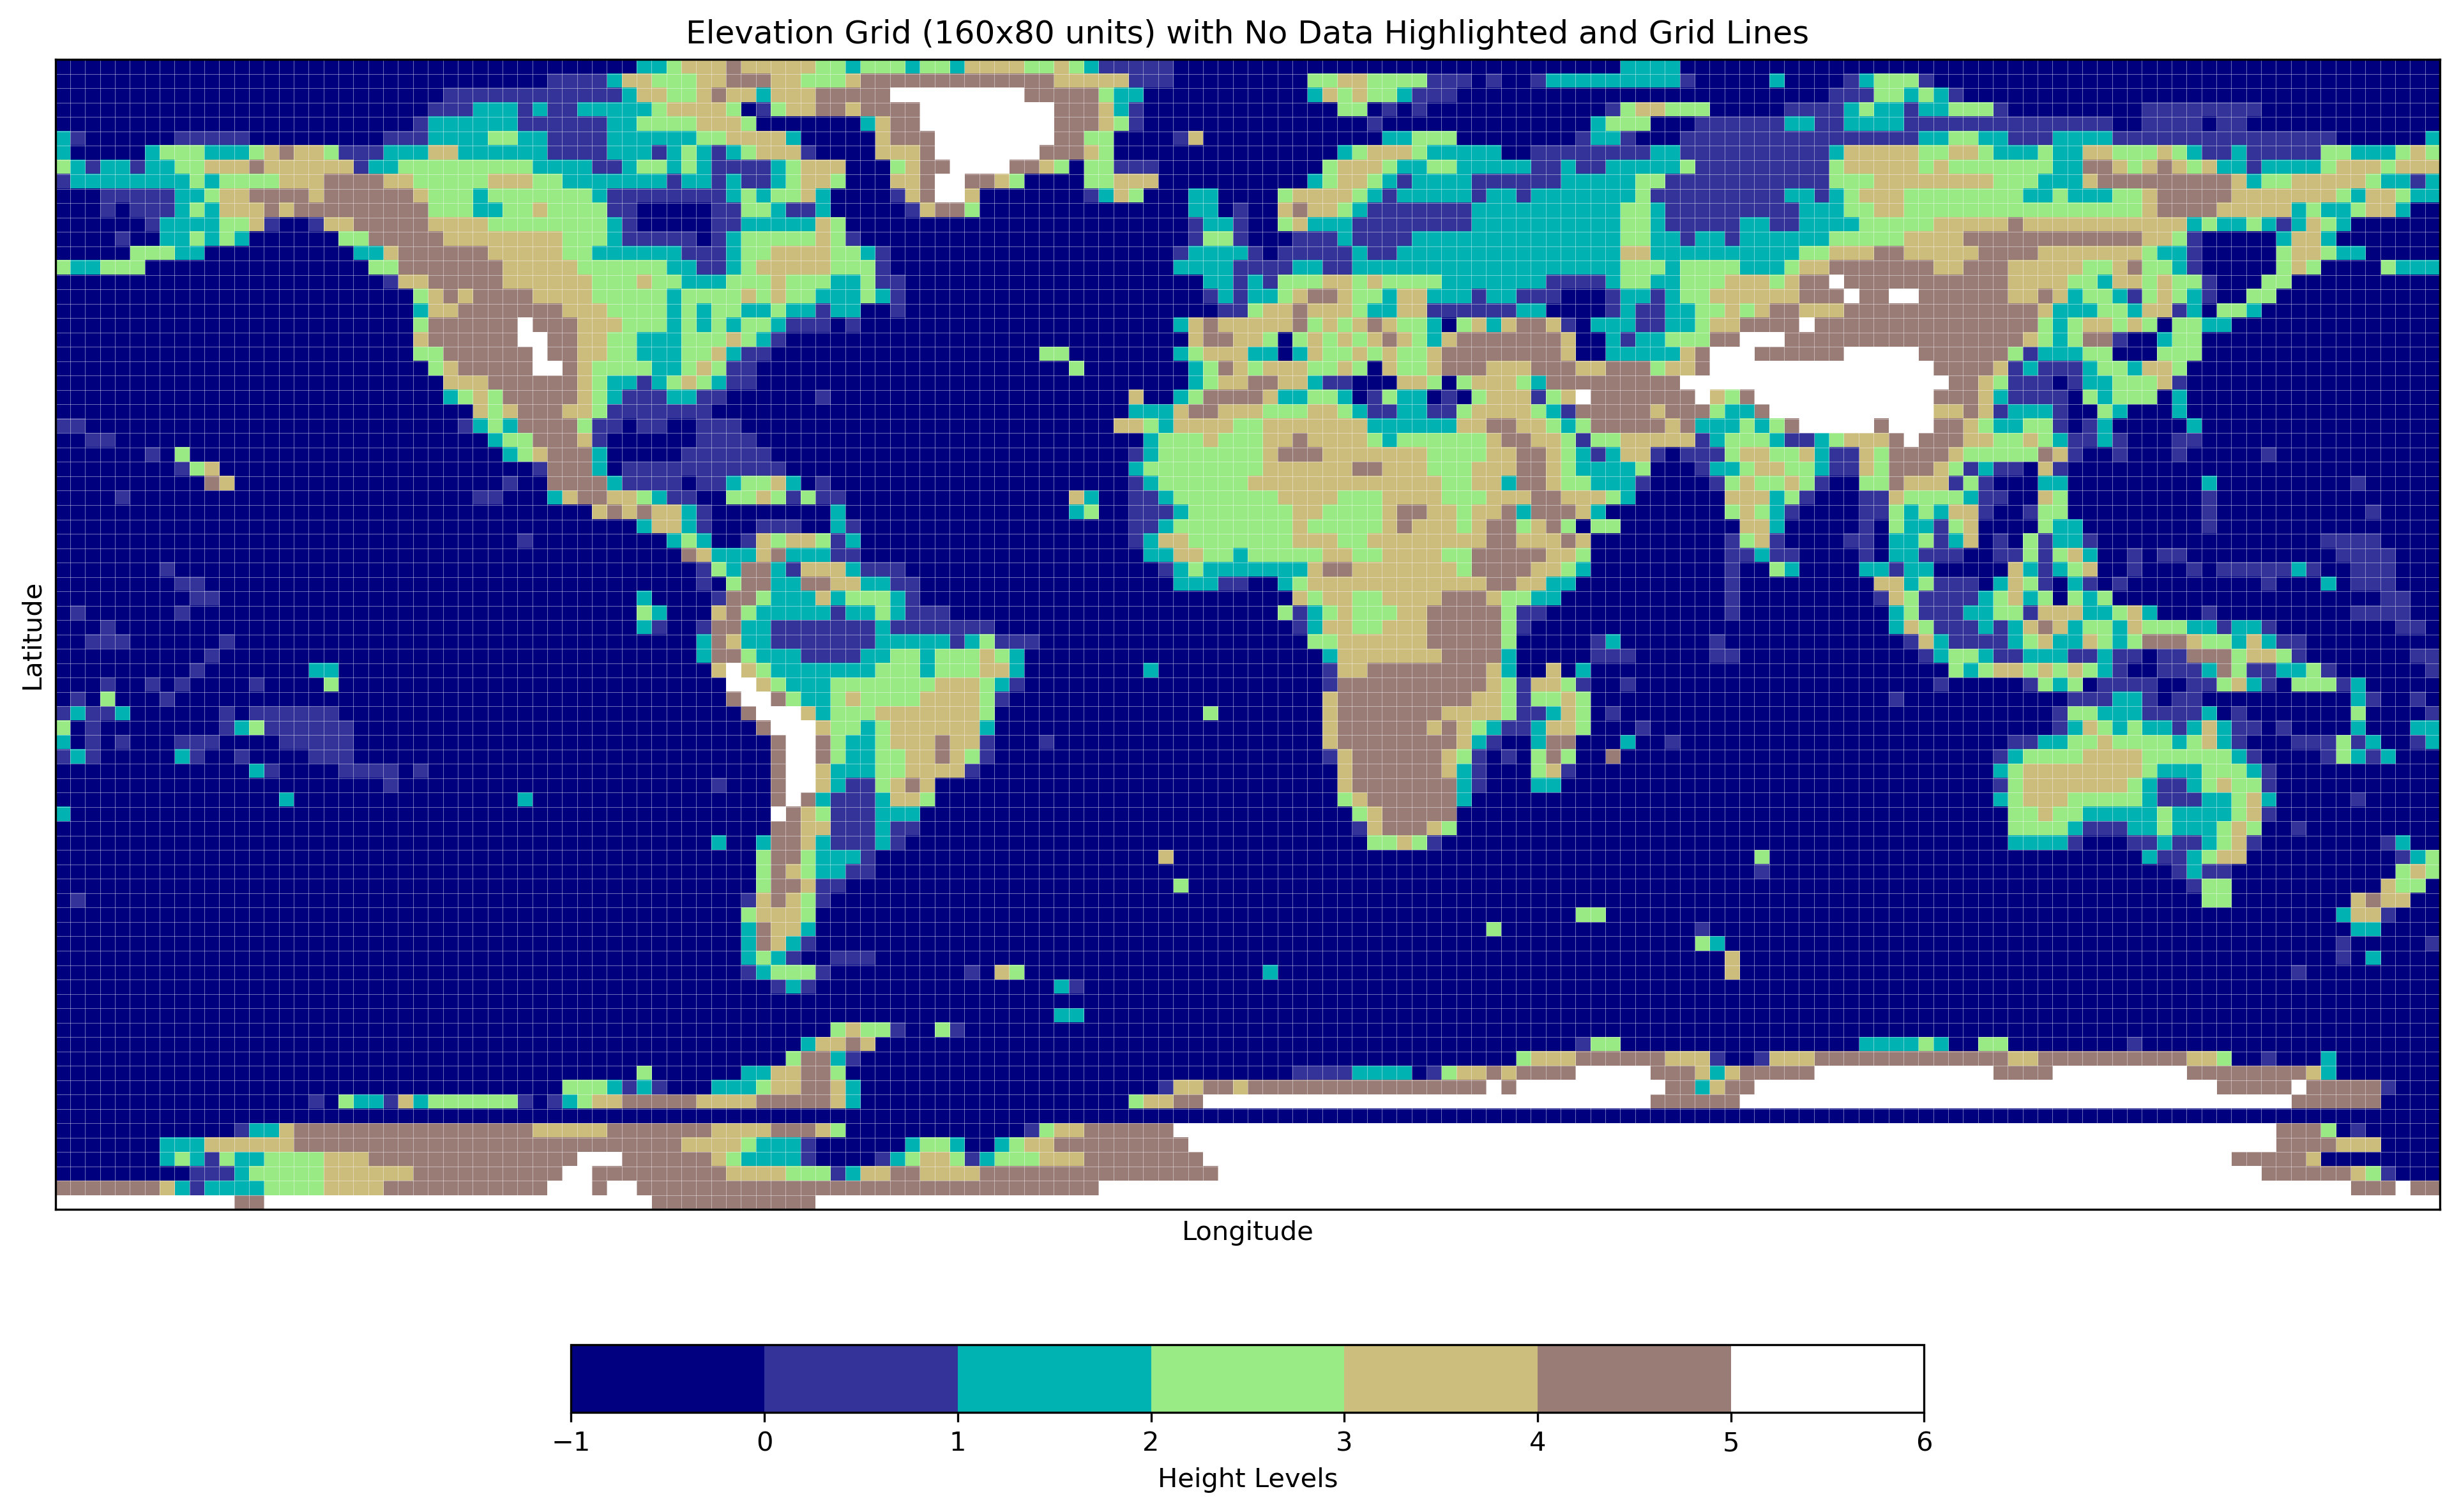 Elevation Grid (160x80 units) with No Data Highlighted and Grid Lines
Latitude
Longitude
−1 0 1 2 3 4 5 6
Height Levels